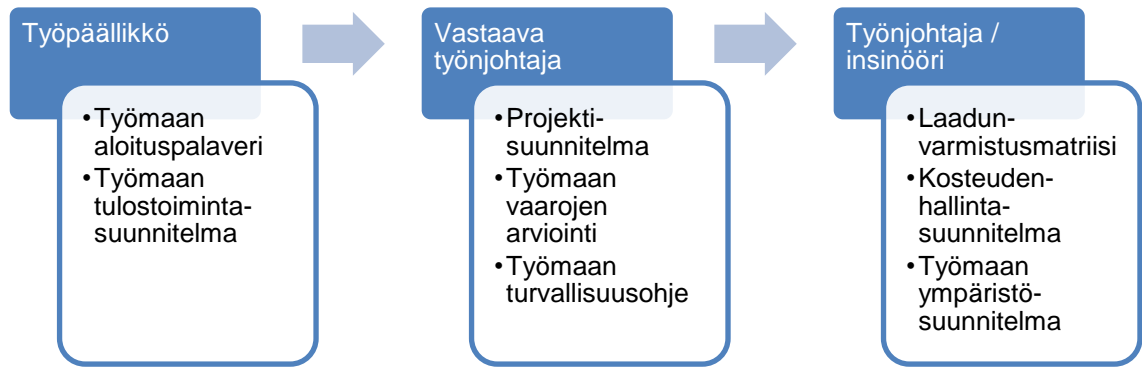 Työpäällikkö
•Työmaan
aloituspalaveri
•Työmaan
tulostoiminta-
suunnitelma
Vastaava
työnjohtaja
•Projekti-
suunnitelma
•Työmaan
vaarojen
arviointi
•Työmaan
turvallisuusohje
Työnjohtaja /
insinööri
•Laadun-
varmistusmatriisi
•Kosteuden-
hallinta-
suunnitelma
•Työmaan
ympäristö-
suunnitelma